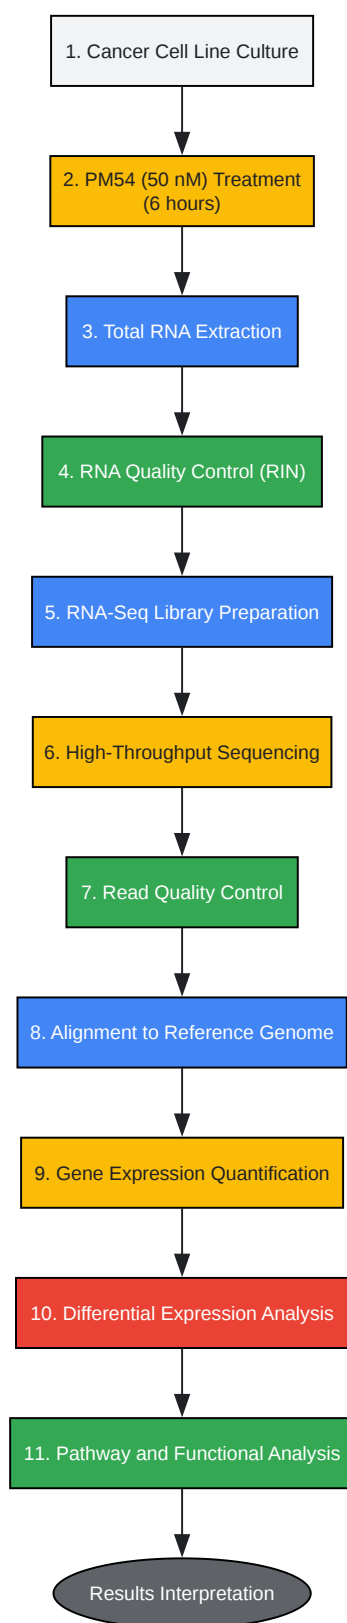 1. Cancer Cell Line Culture
2. PM54 (50 nM) Treatment
(6 hours)
3. Total RNA Extraction
4. RNA Quality Control (RIN)
5. RNA-Seq Library Preparation
6. High-Throughput Sequencing
7. Read Quality Control
8. Alignment to Reference Genome
9. Gene Expression Quantification
10. Differential Expression Analysis
11. Pathway and Functional Analysis
Results Interpretation